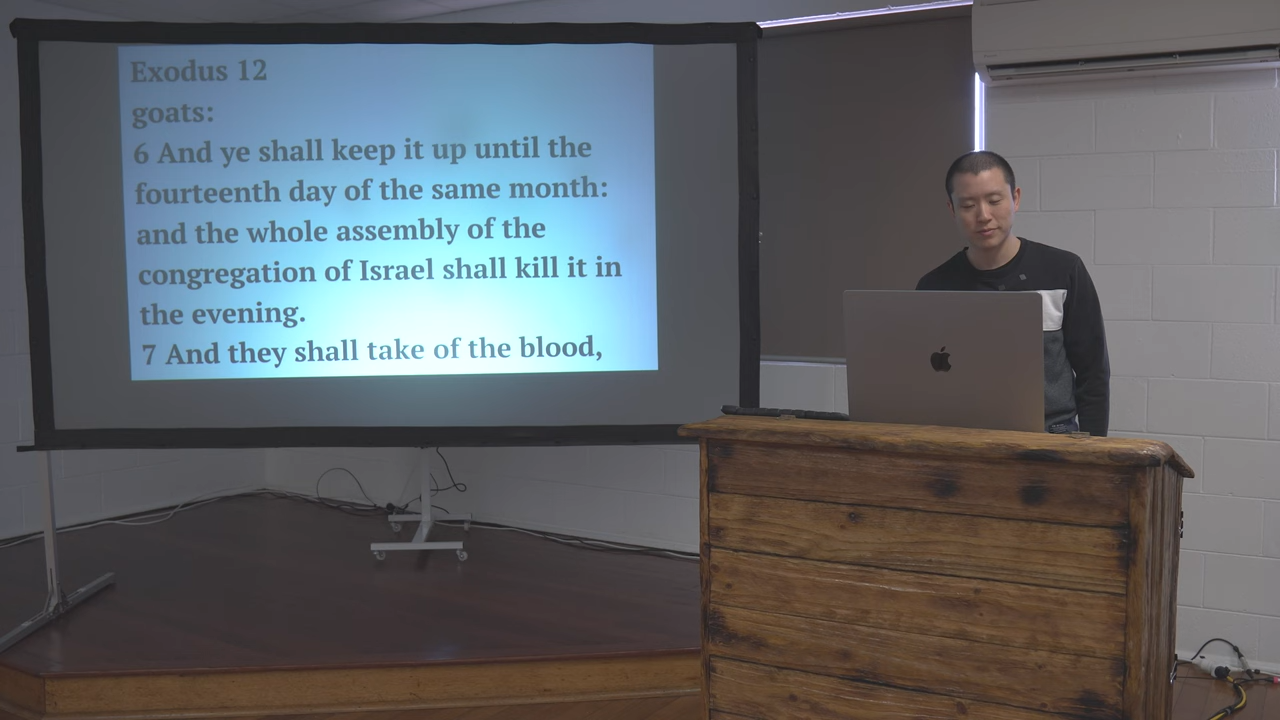 Exodus 12
goats:
6 And ye shall keep it up until the
fourteenth day of the same month:
and the whole assembly of the
congregation of Israel shall kill it in
the evening.
7 And they shall take of the blood,